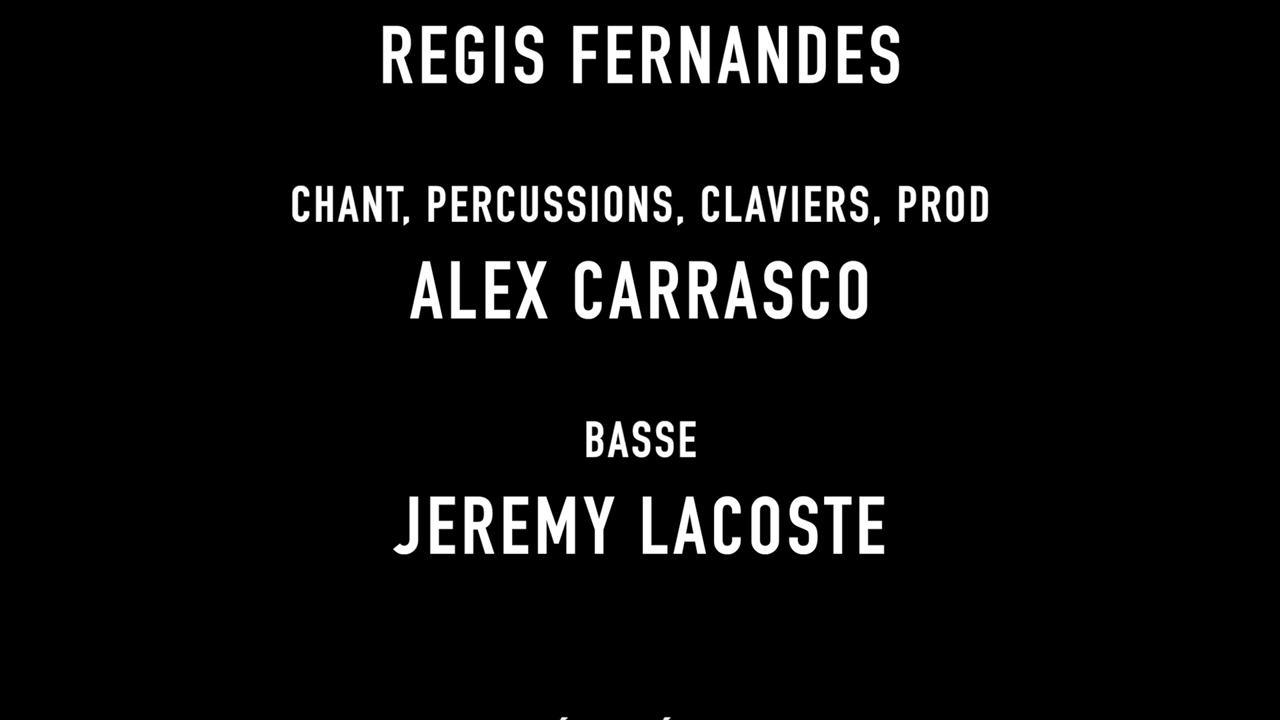 REGIS FERNANDES
CHANT, PERCUSSIONS, CLAVIERS, PROD
ALEX CARRASCO
BASSE
JEREMY LACOSTE